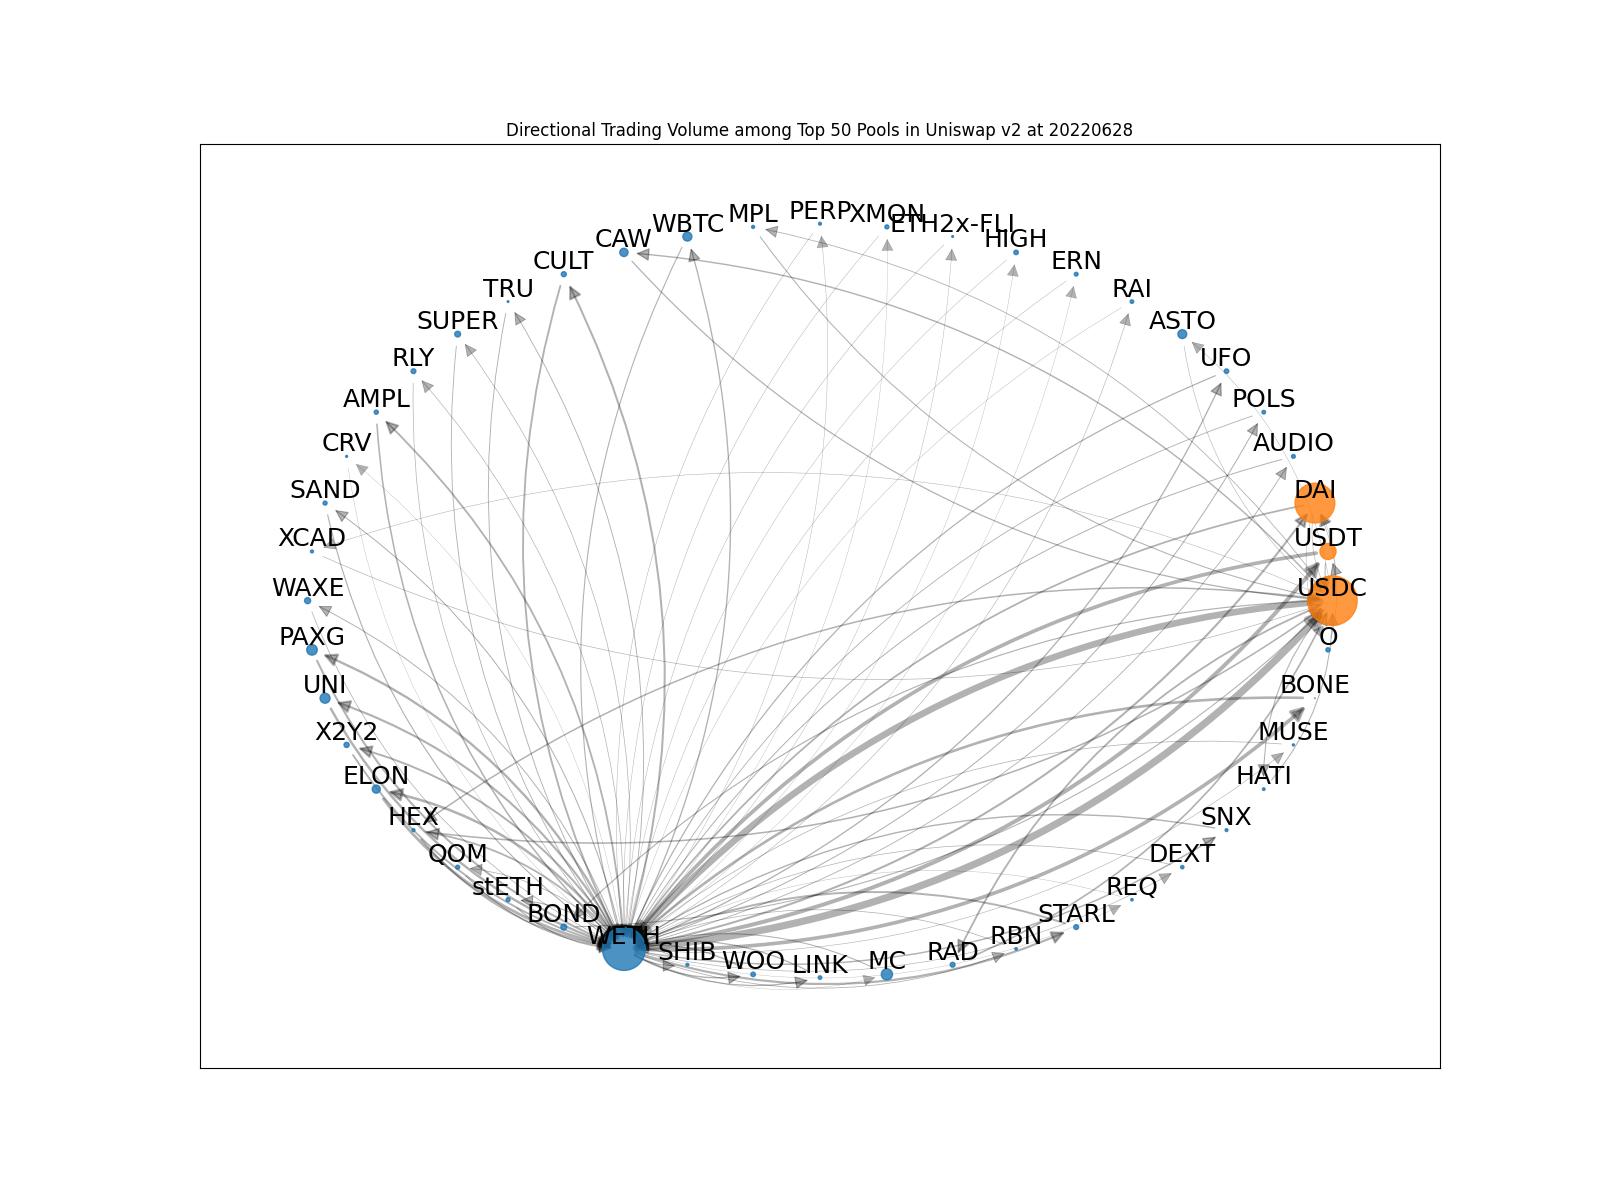 Directional Trading Volume among Top 50 Pools in Uniswap v2 at 20220628
MPL
PERP
XMON
WBTC
ETH2x-FLI
CAW
HIGH
CULT
ERN
TRU
RAI
SUPER
ASTO
RLY
UFO
AMPL
POLS
CRV
AUDIO
SAND
DAI
XCAD
USDT
WAXE
USDC
PAXG
O
UNI
BONE
X2Y2
MUSE
ELON
HATI
HEX
SNX
QOM
DEXT
stETH
REQ
BOND
STARL
WETH
RBN
SHIB
RAD
WOO
LINK
MC